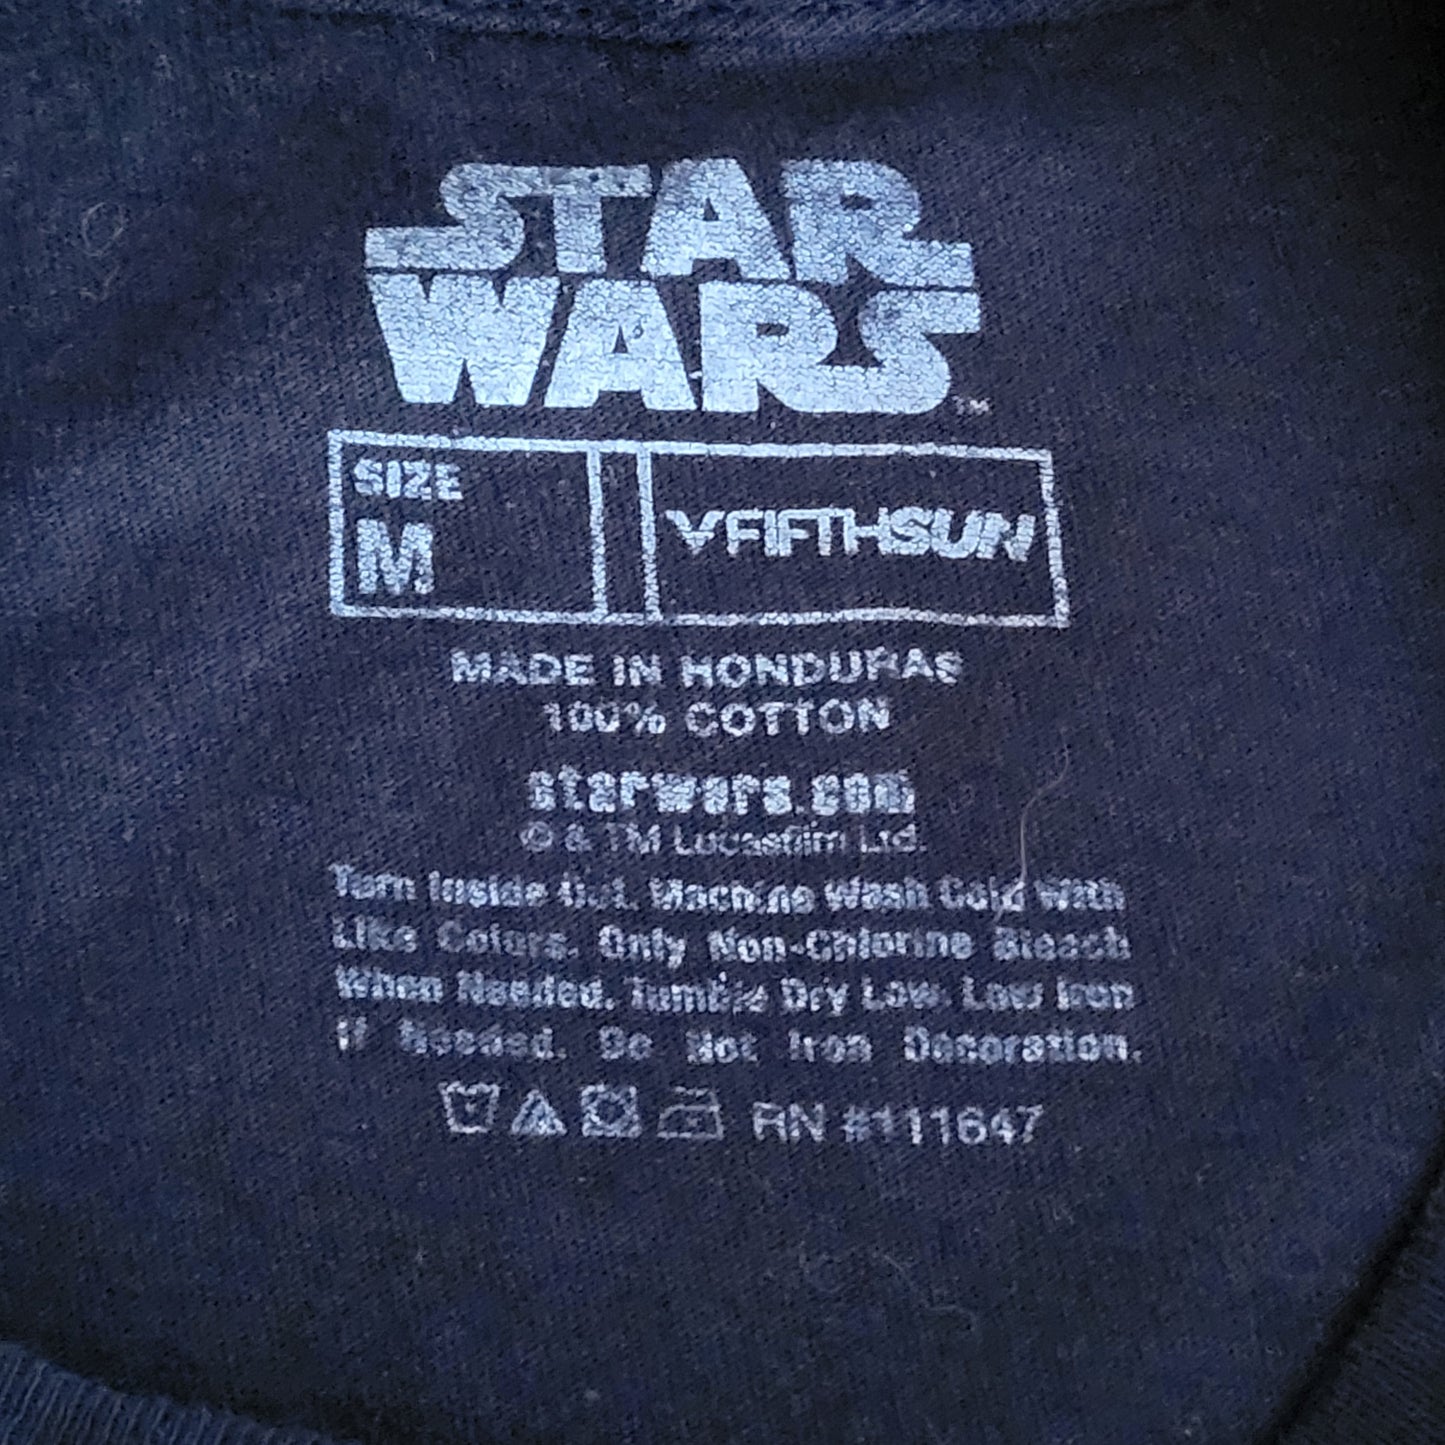 STAR
WARS
™
SIZE
M
FIFTHSUN
MADE IN HONDURAS
100% COTTON
starwars.com
© & TM Lucasfilm Ltd.
Turn Inside Out. Machine Wash Cold With
Like Colors. Only Non-Chlorine Bleach
When Needed. Tumble Dry Low. Low Iron
If Needed. Do Not Iron Decoration.
RN #111647